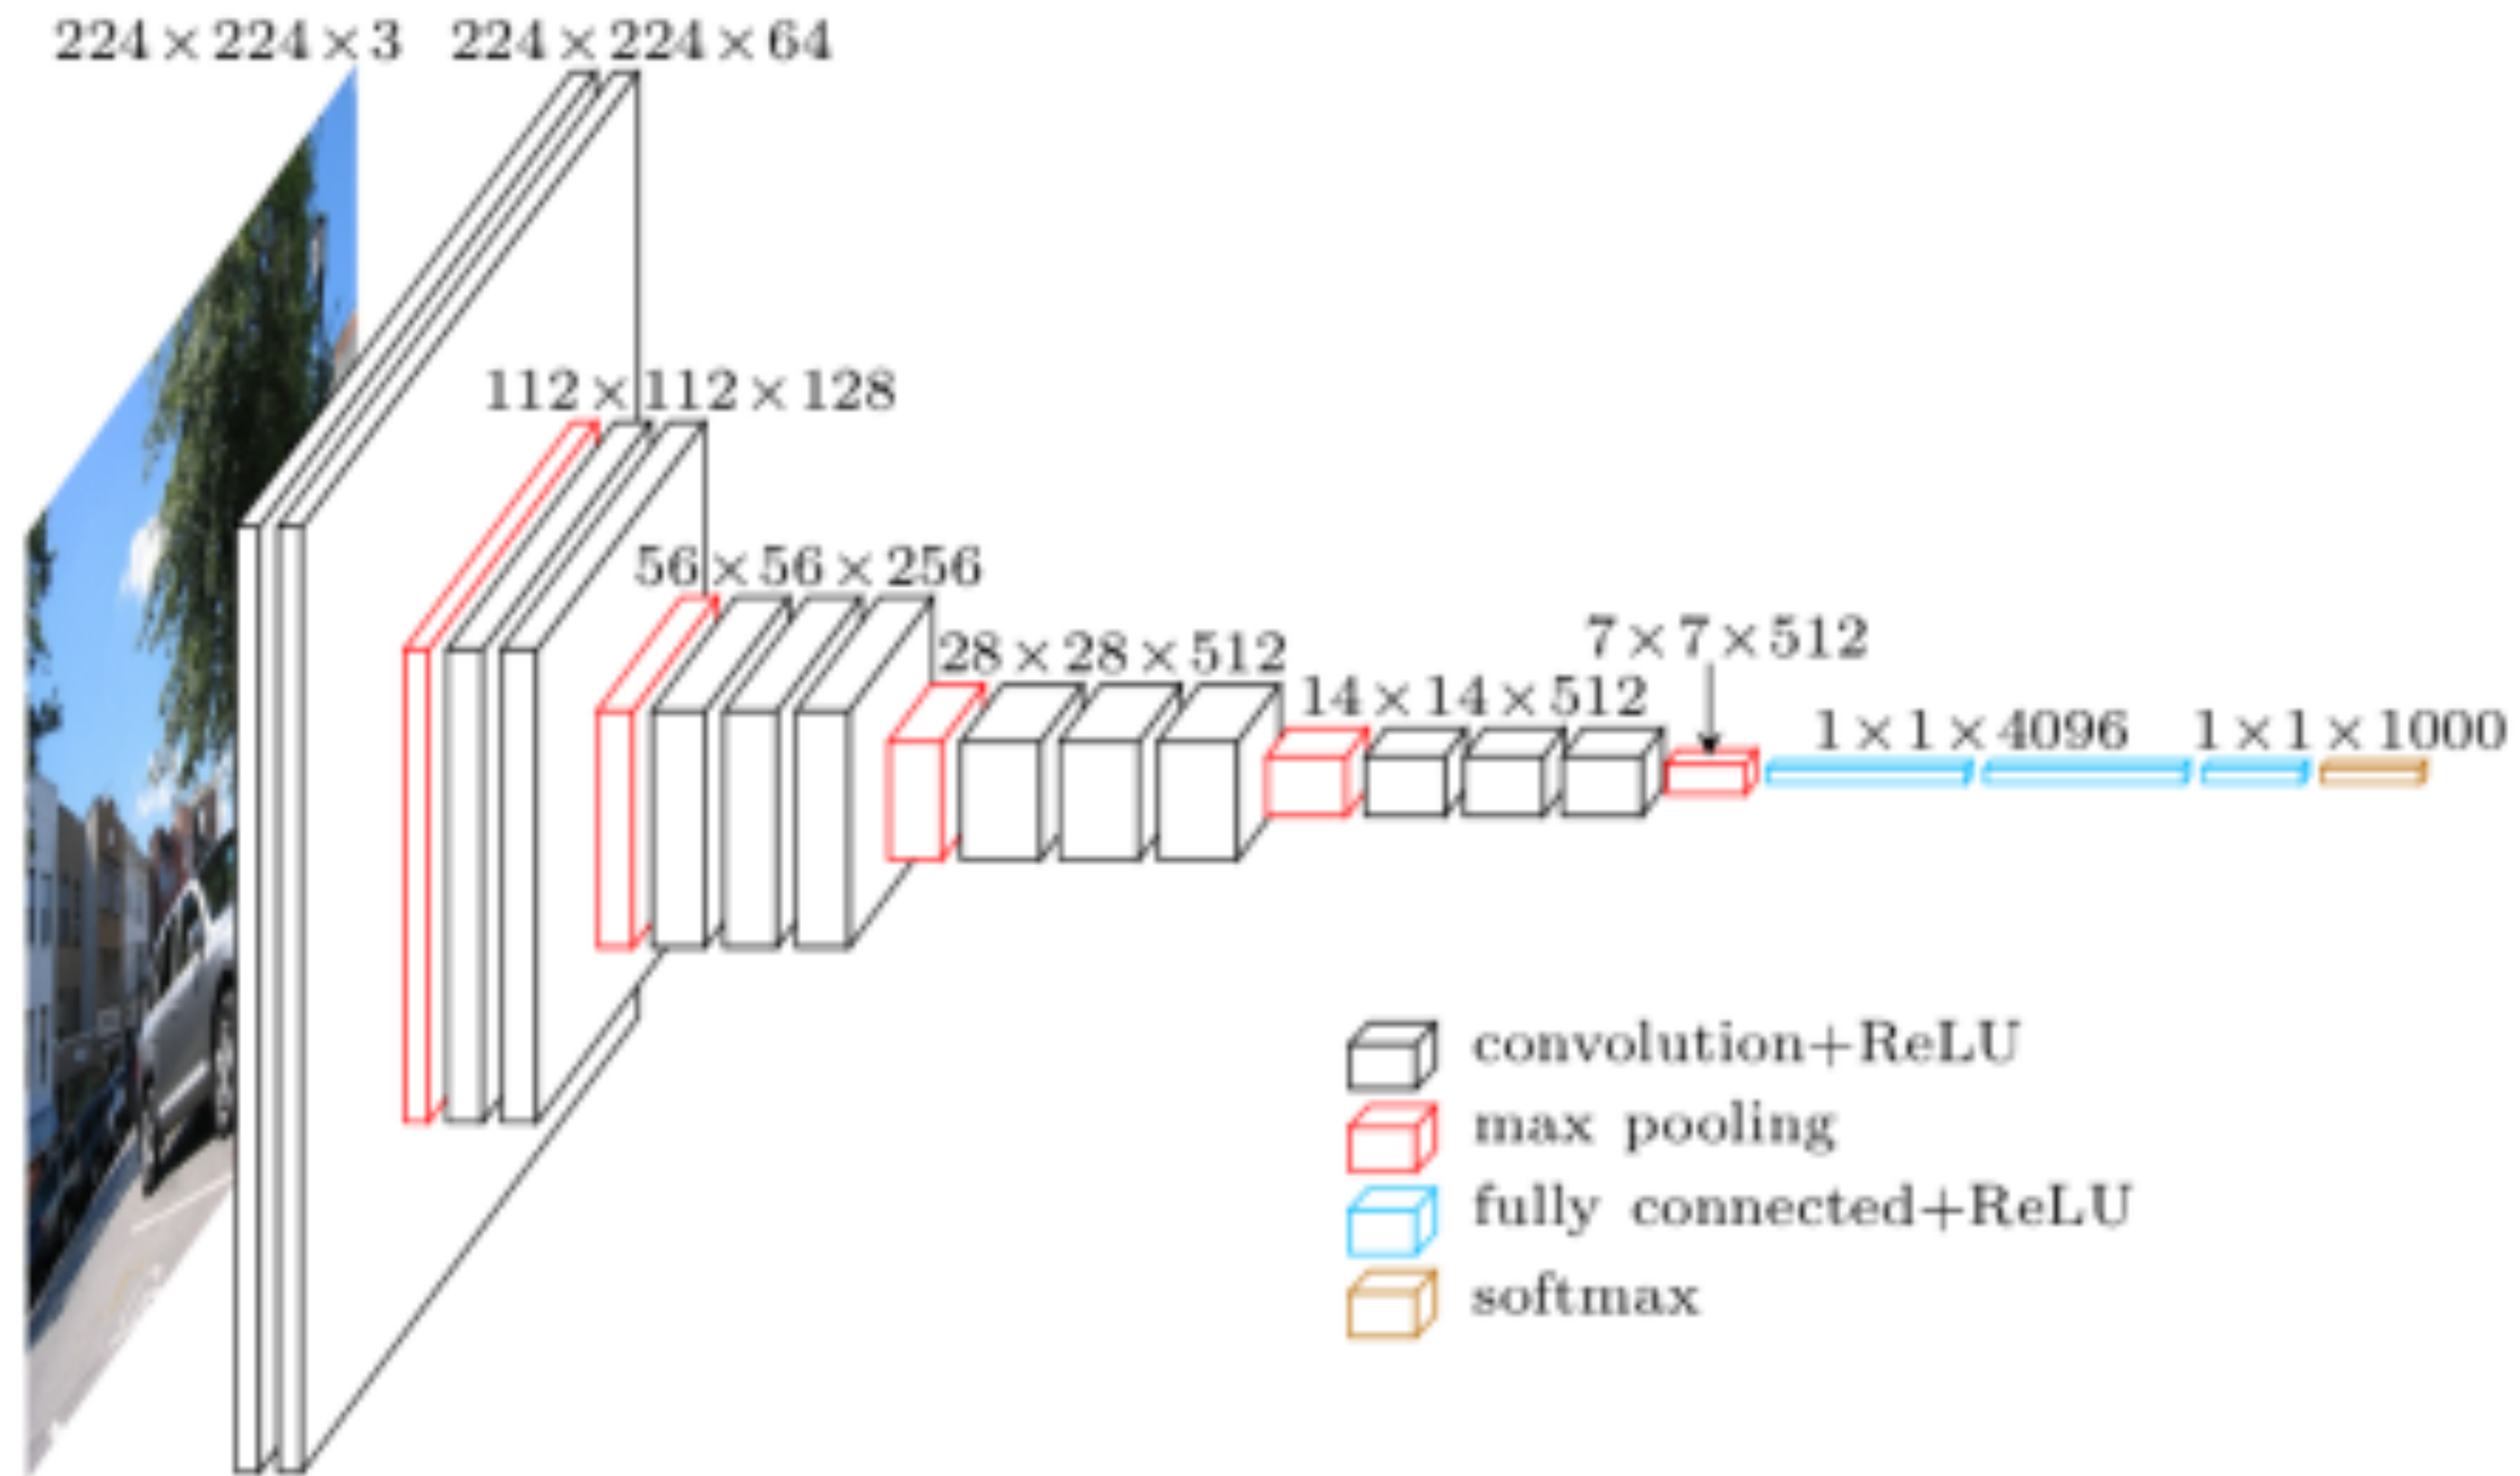 224×224×3
224×224×64
112×112×128
56×56×256
28×28×512
14×14×512
7×7×512
1×1×4096
1×1×1000
convolution+ReLU
max pooling
fully connected+ReLU
softmax